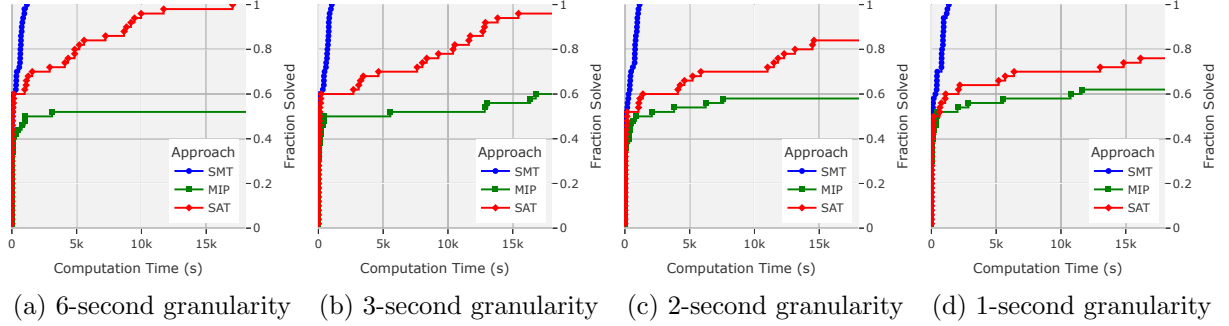 1
0.8
0.6
0.4
0.2
0
Fraction Solved
Approach
SMT
MIP
SAT
0
5k
10k
15k
Computation Time (s)
(a) 6-second granularity
1
0.8
0.6
0.4
0.2
0
Fraction Solved
Approach
SMT
MIP
SAT
0
5k
10k
15k
Computation Time (s)
(b) 3-second granularity
1
0.8
0.6
0.4
0.2
0
Fraction Solved
Approach
SMT
MIP
SAT
0
5k
10k
15k
Computation Time (s)
(c) 2-second granularity
1
0.8
0.6
0.4
0.2
0
Fraction Solved
Approach
SMT
MIP
SAT
0
5k
10k
15k
Computation Time (s)
(d) 1-second granularity